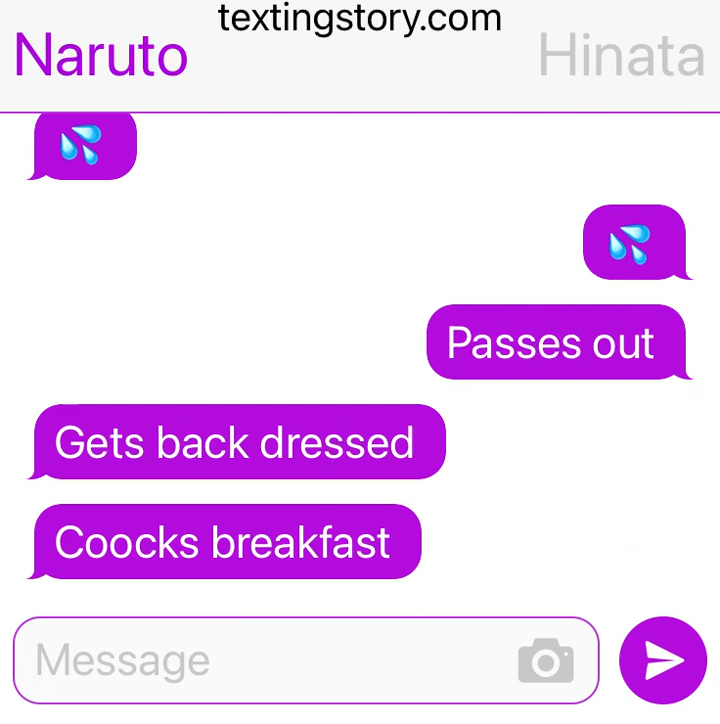 textingstory.com
Naruto Hinata
💦
💦
Passes out
Gets back dressed
Coocks breakfast
Message